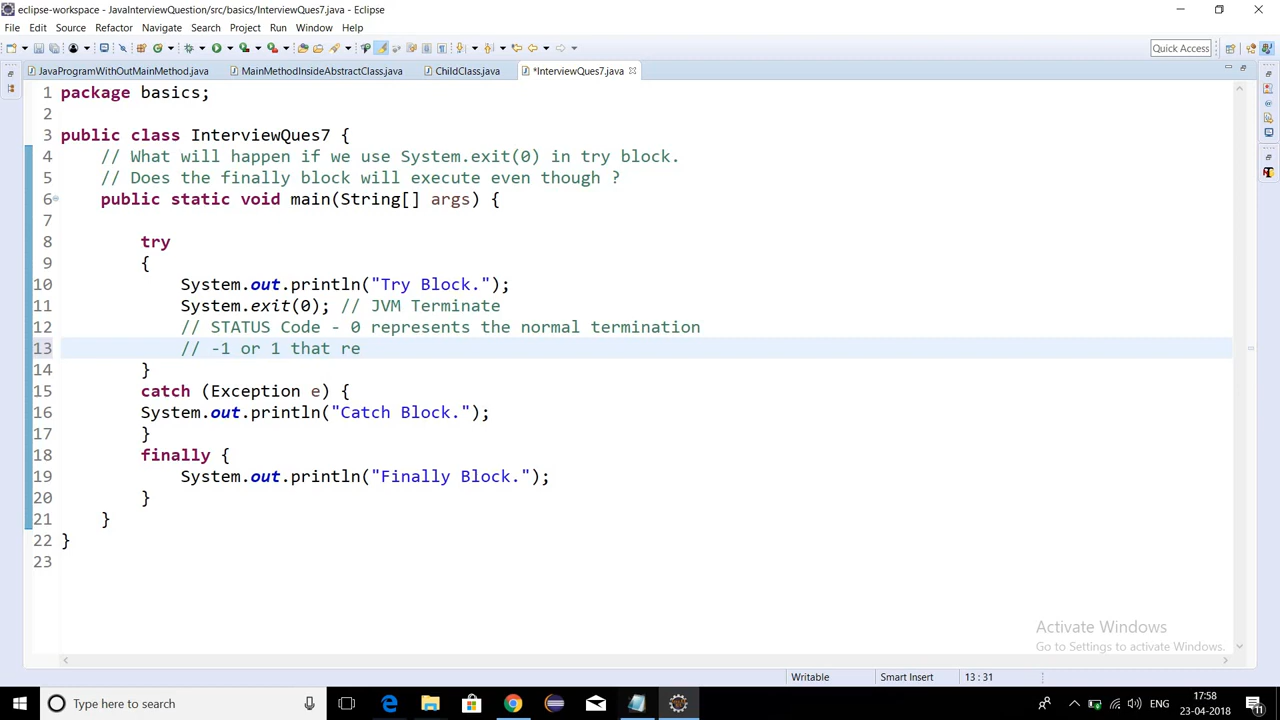 eclipse-workspace - JavaInterviewQuestion/src/basics/InterviewQues7.java - Eclipse
File Edit Source Refactor Navigate Search Project Run Window Help
Quick Access
JavaProgramWithOutMainMethod.java MainMethodInsideAbstractClass.java ChildClass.java *InterviewQues7.java
1 package basics;
2
3 public class InterviewQues7 {
4 // What will happen if we use System.exit(0) in try block.
5 // Does the finally block will execute even though ?
6 public static void main(String[] args) {
7
8 try
9 {
10 System.out.println("Try Block.");
11 System.exit(0); // JVM Terminate
12 // STATUS Code - 0 represents the normal termination
13 // -1 or 1 that re
14 }
15 catch (Exception e) {
16 System.out.println("Catch Block.");
17 }
18 finally {
19 System.out.println("Finally Block.");
20 }
21 }
22 }
23
Activate Windows
Go to Settings to activate Windows.
Writable Smart Insert 13 : 31
Type here to search
ENG 17:58
23-04-2018
11